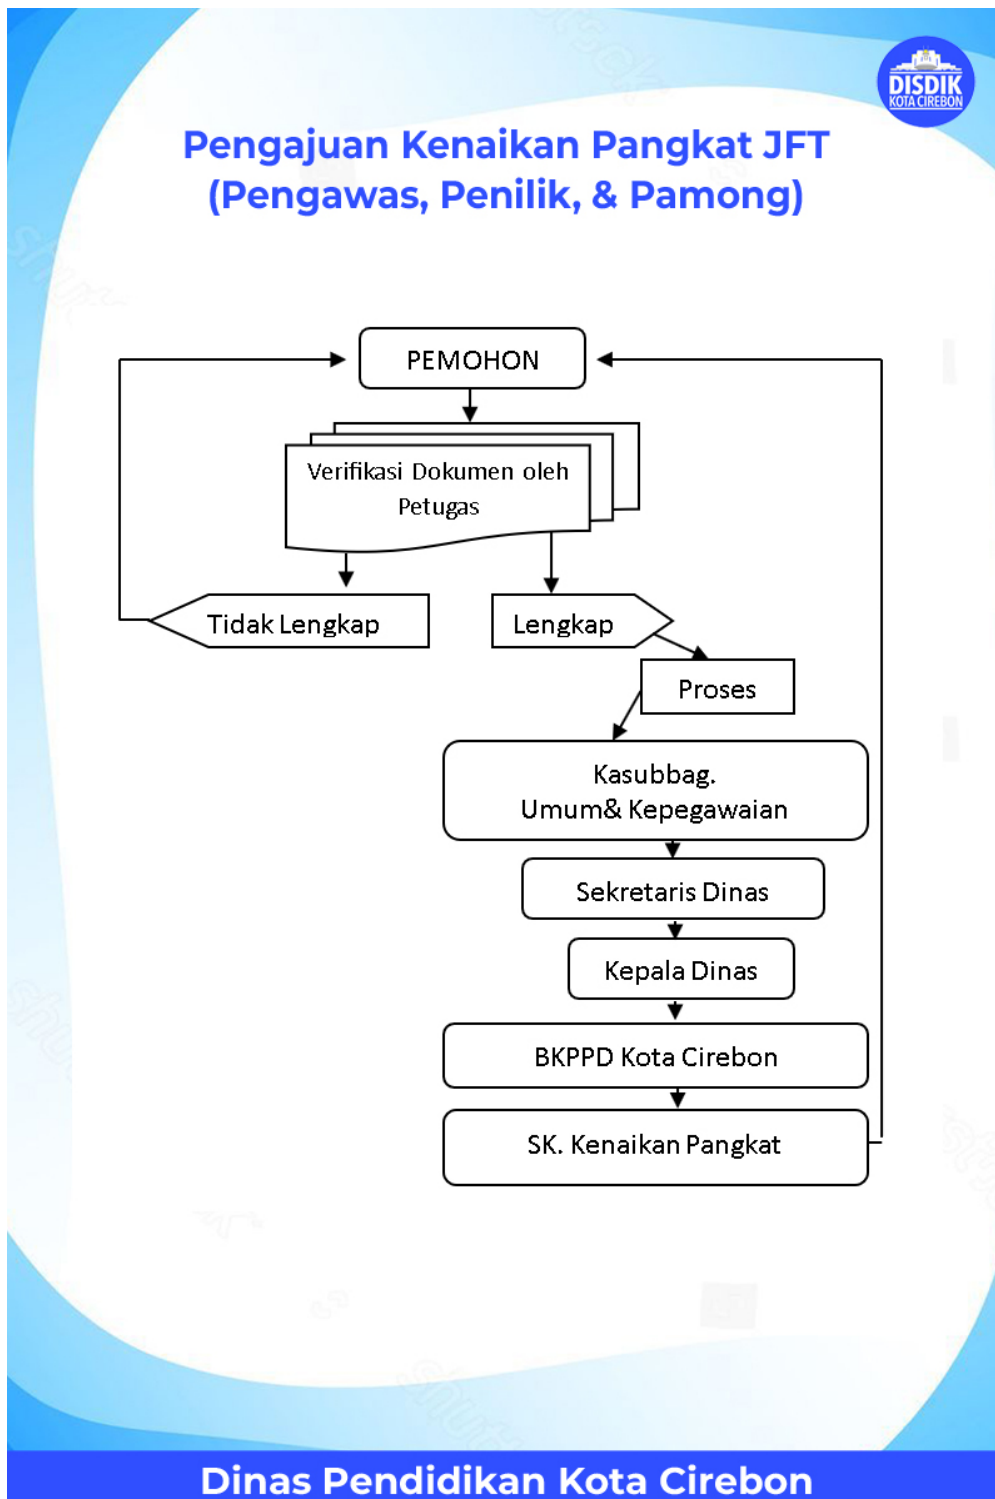 DISDIK
KOTA CIREBON
Pengajuan Kenaikan Pangkat JFT
(Pengawas, Penilik, & Pamong)
PEMOHON
Verifikasi Dokumen oleh
Petugas
Tidak Lengkap
Lengkap
Proses
Kasubbag.
Umum& Kepegawaian
Sekretaris Dinas
Kepala Dinas
BKPPD Kota Cirebon
SK. Kenaikan Pangkat
Dinas Pendidikan Kota Cirebon